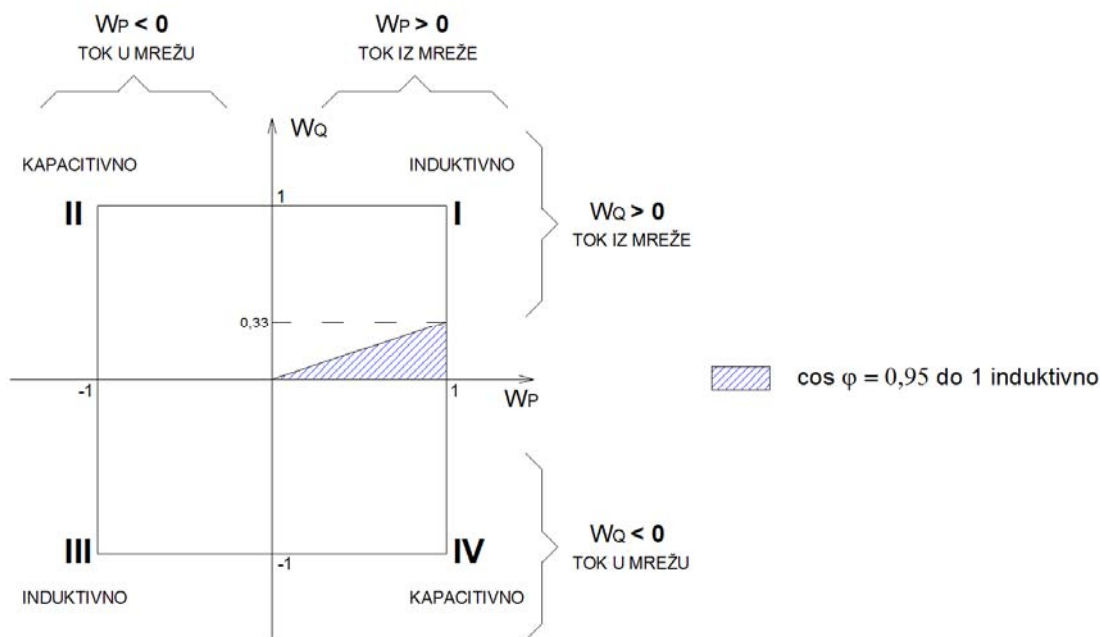 WP < 0
TOK U MREŽU
WP > 0
TOK IZ MREŽE
WQ
KAPACITIVNO
INDUKTIVNO
II
1
I
WQ > 0
TOK IZ MREŽE
0,33
-1
1
WP
cos φ = 0,95 do 1 induktivno
III
-1
IV
WQ < 0
TOK U MREŽU
INDUKTIVNO
KAPACITIVNO